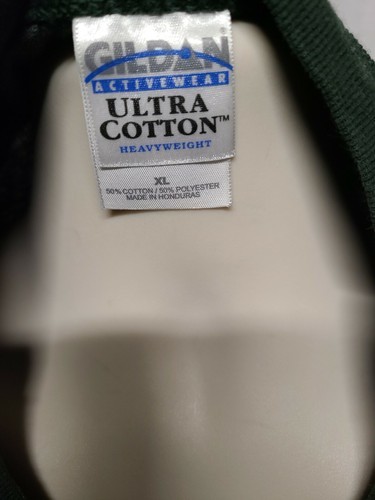 GILDAN
ACTIVEWEAR
ULTRA
COTTON™
HEAVYWEIGHT
XL
50% COTTON / 50% POLYESTER
MADE IN HONDURAS